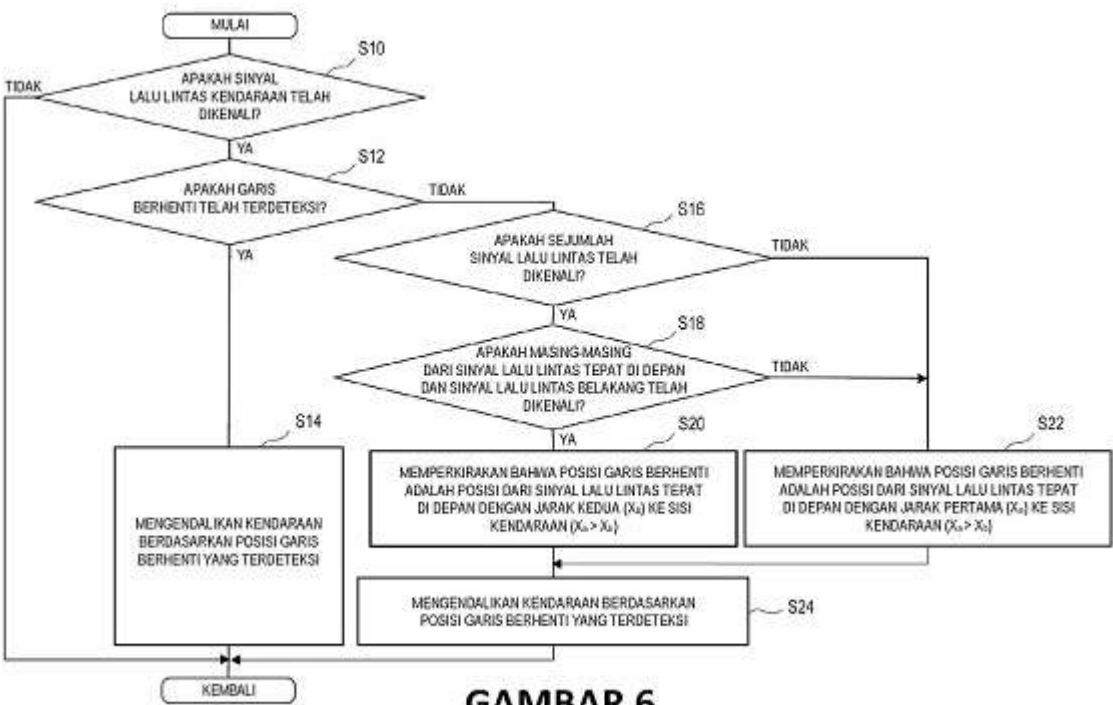 MULAI
S10
TIDAK
APAKAH SINYAL
LALU LINTAS KENDARAAN TELAH
DIKENALI?
YA
S12
APAKAH GARIS
BERHENTI TELAH TERDETEKSI?
TIDAK
YA
S16
APAKAH SEJUMLAH
SINYAL LALU LINTAS TELAH
DIKENALI?
TIDAK
YA
S18
APAKAH MASING-MASING
DARI SINYAL LALU LINTAS TEPAT DI DEPAN
DAN SINYAL LALU LINTAS BELAKANG TELAH
DIKENALI?
TIDAK
YA
S14
MENGENDALIKAN KENDARAAN
BERDASARKAN POSISI GARIS
BERHENTI YANG TERDETEKSI
S20
MEMPERKIRAKAN BAHWA POSISI GARIS BERHENTI
ADALAH POSISI DARI SINYAL LALU LINTAS TEPAT
DI DEPAN DENGAN JARAK KEDUA KE SISI
KENDARAAN
S22
MEMPERKIRAKAN BAHWA POSISI GARIS BERHENTI
ADALAH POSISI DARI SINYAL LALU LINTAS TEPAT
DI DEPAN DENGAN JARAK PERTAMA KE SISI
KENDARAAN
MENGENDALIKAN KENDARAAN BERDASARKAN
POSISI GARIS BERHENTI YANG TERDETEKSI
S24
KEMBALI
GAMBAR 6